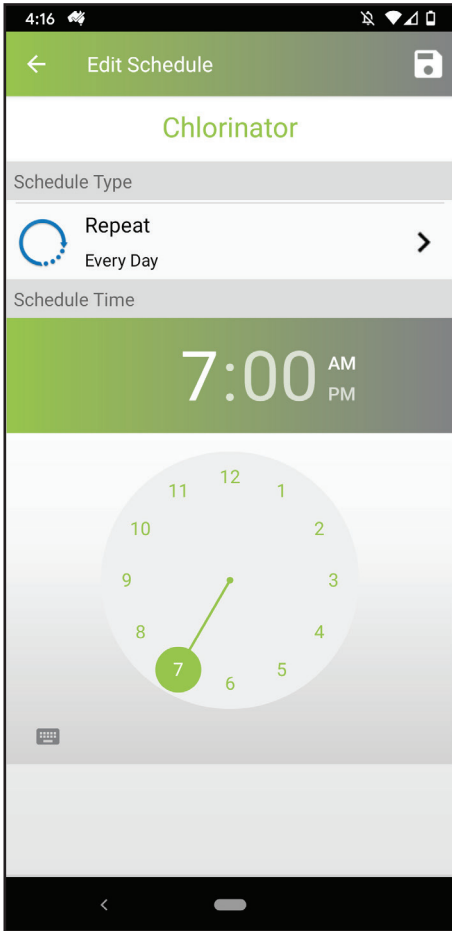 4:16
Edit Schedule
Chlorinator
Schedule Type
Repeat
Every Day
Schedule Time
7:00 AM
PM
12
11 1
10 2
9 3
8 4
7 5
6